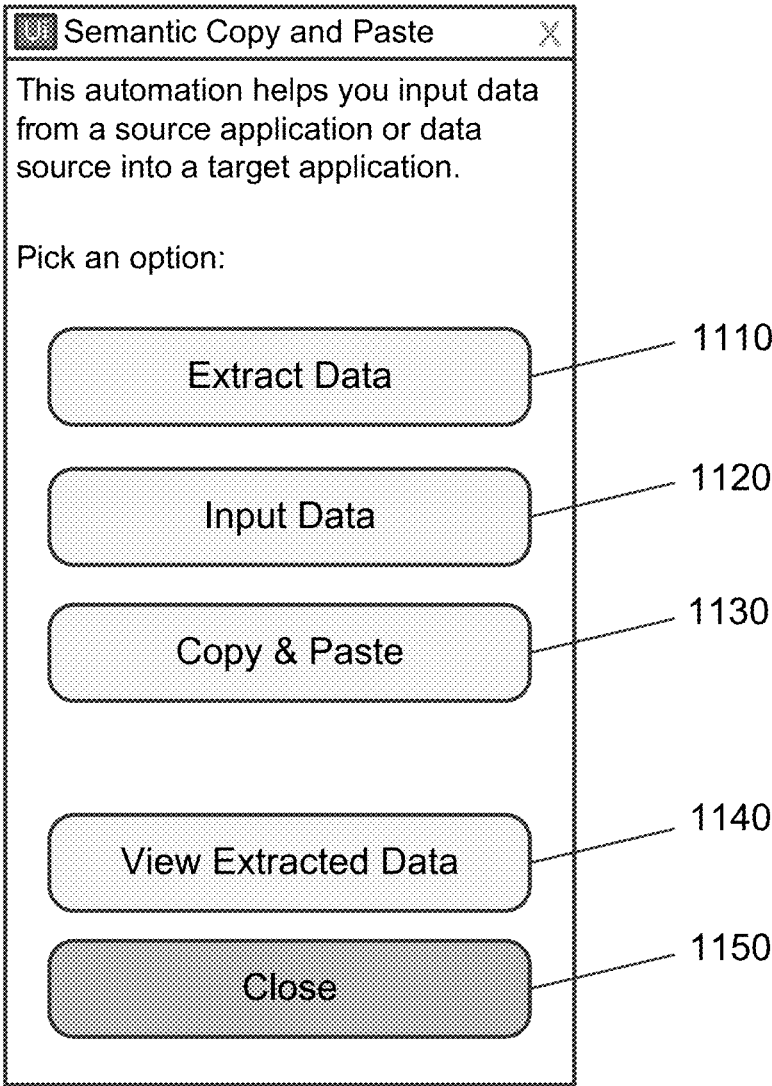 Ui Semantic Copy and Paste X
This automation helps you input data
from a source application or data
source into a target application.
Pick an option:
Extract Data 1110
Input Data 1120
Copy & Paste 1130
View Extracted Data 1140
Close 1150